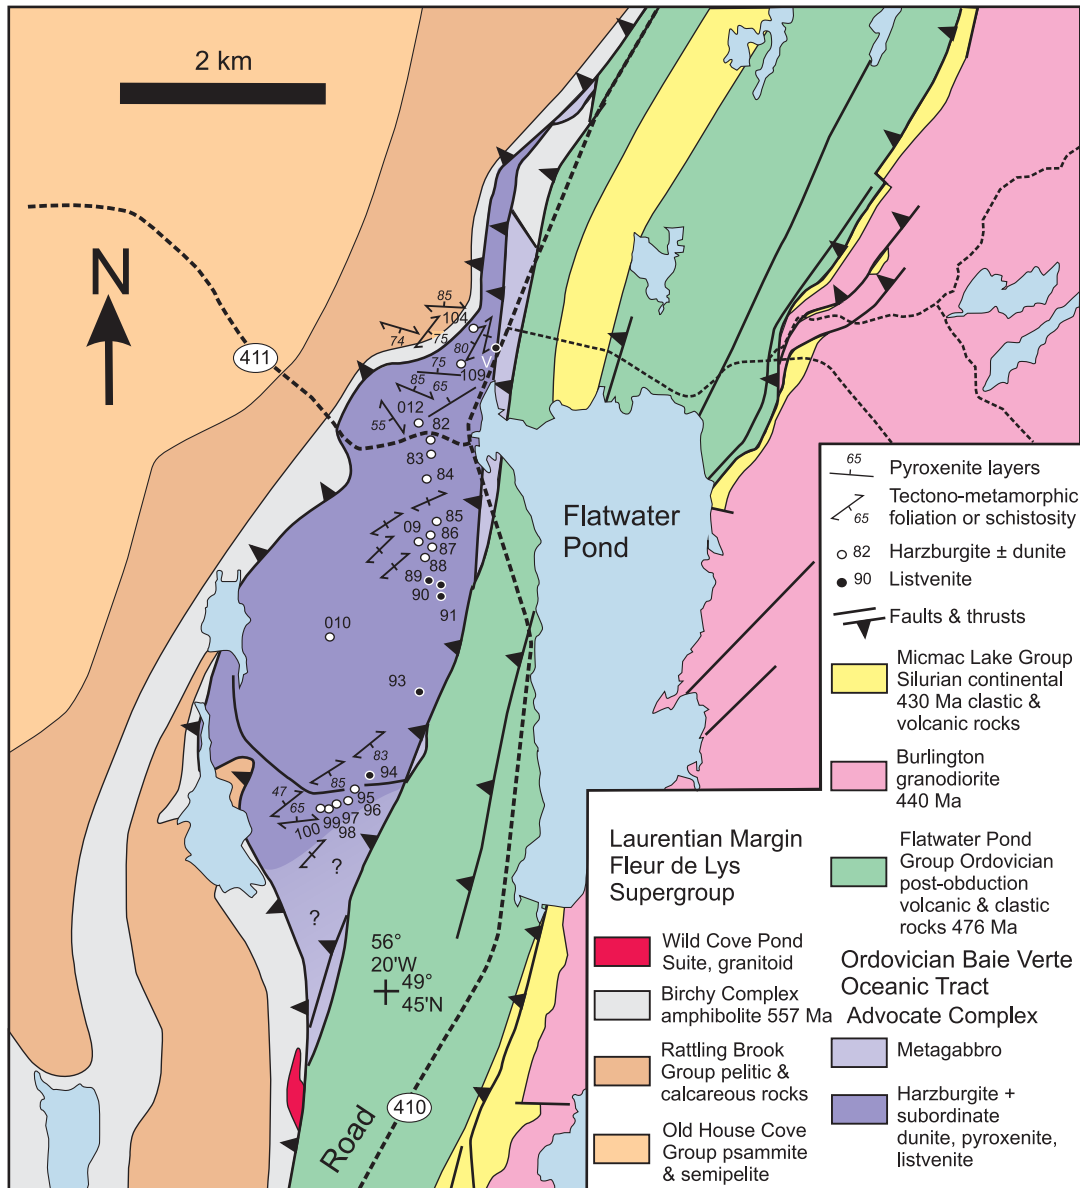 2 km
N
411
85
104
74
75
80
V
75
109
85
65
012
55
82
83
84
85
09
86
87
88
89
90
91
010
93
83
94
85
47
65
95
96
97
99
98
100
?
?
Flatwater
Pond
56°
20'W
49°
45'N
410
Road
65
Pyroxenite layers
Tectono-metamorphic
65
foliation or schistosity
82
Harzburgite ± dunite
90
Listvenite
Faults & thrusts
Micmac Lake Group
Silurian continental
430 Ma clastic &
volcanic rocks
Burlington
granodiorite
440 Ma
Flatwater Pond
Group Ordovician
post-obduction
volcanic & clastic
rocks 476 Ma
Ordovician Baie Verte
Oceanic Tract
Advocate Complex
Metagabbro
Harzburgite +
subordinate
dunite, pyroxenite,
listvenite
Laurentian Margin
Fleur de Lys
Supergroup
Wild Cove Pond
Suite, granitoid
Birchy Complex
amphibolite 557 Ma
Rattling Brook
Group pelitic &
calcareous rocks
Old House Cove
Group psammite
& semipelite